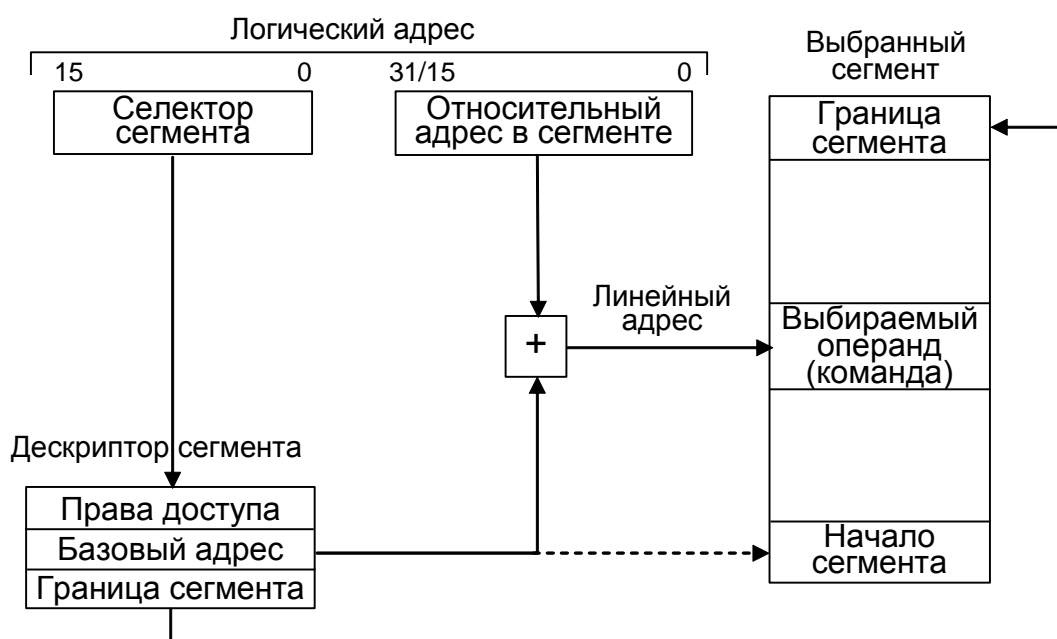 Логический адрес
15 0 31/15 0
Селектор
сегмента
Относительный
адрес в сегменте
Выбранный
сегмент
Граница
сегмента
Линейный
адрес
+
Выбираемый
операнд
(команда)
Дескриптор сегмента
Права доступа
Базовый адрес
Граница сегмента
Начало
сегмента